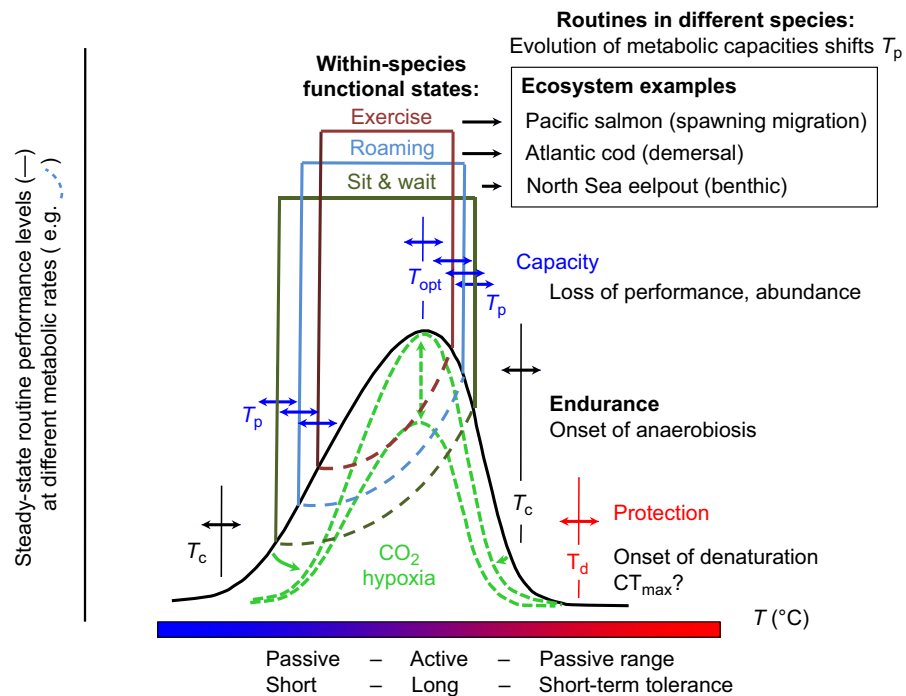 Routines in different species:
Evolution of metabolic capacities shifts Tp
Within-species
functional states:
Ecosystem examples
Exercise
Pacific salmon (spawning migration)
Roaming
Atlantic cod (demersal)
Sit & wait
North Sea eelpout (benthic)
Steady-state routine performance levels (—)
at different metabolic rates ( e.g. )
Capacity
Topt
Tp
Loss of performance, abundance
Tp
Endurance
Onset of anaerobiosis
Tc
Tc
Protection
Td
Onset of denaturation
CTmax?
CO2
hypoxia
T (°C)
Passive – Active – Passive range
Short – Long – Short-term tolerance